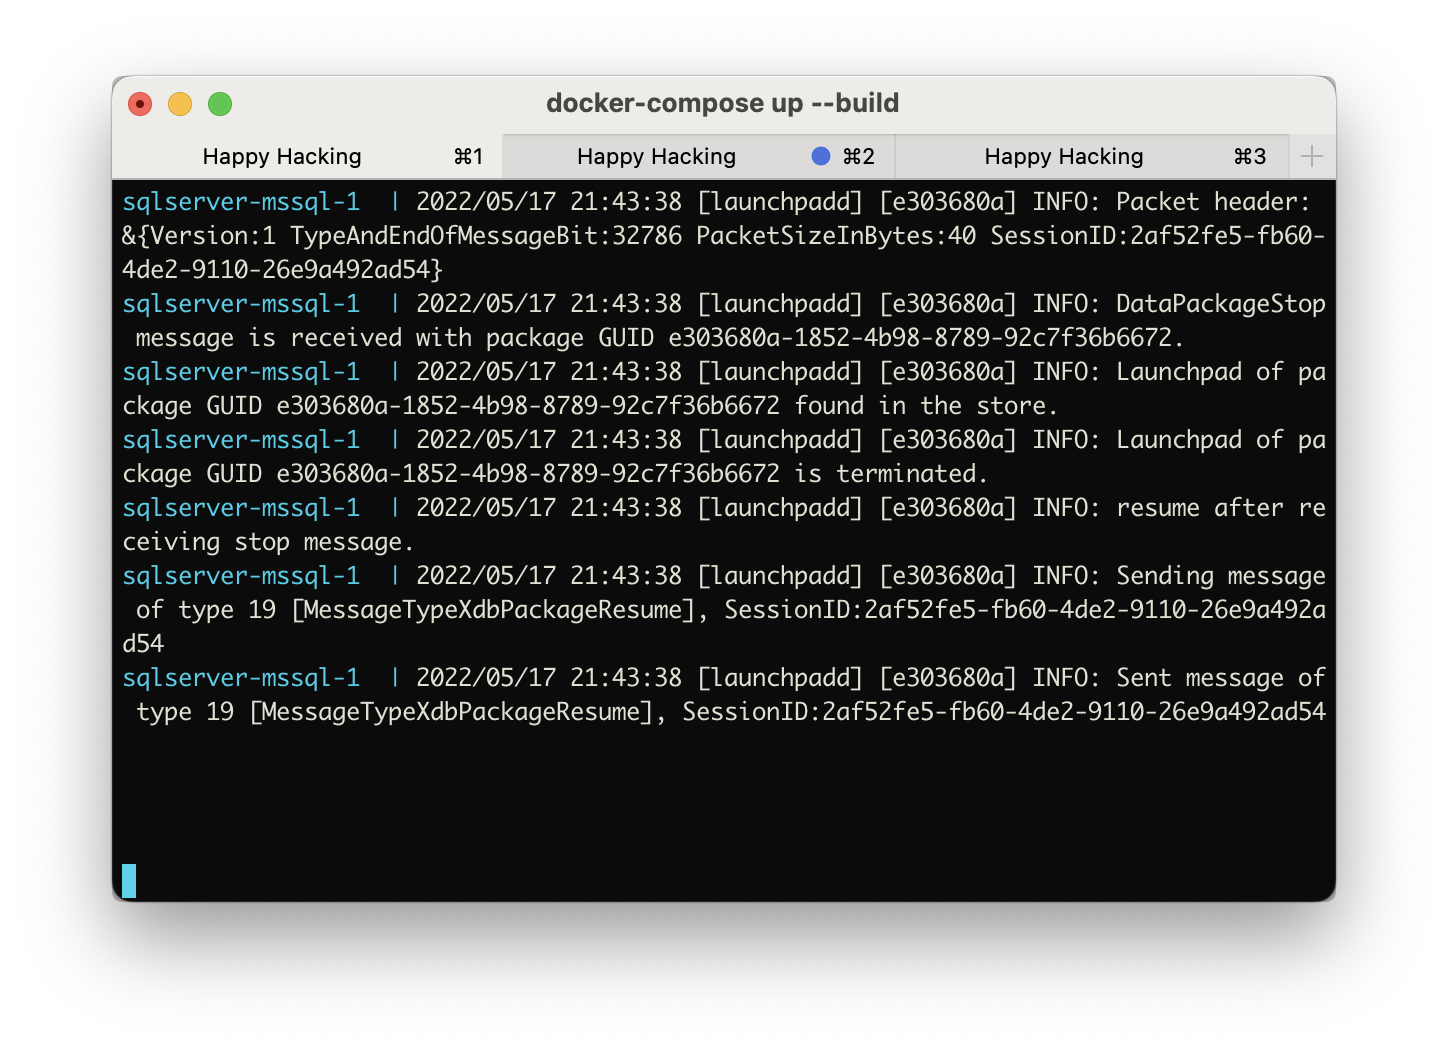 docker-compose up --build
Happy Hacking ⌘1 Happy Hacking ⌘2 Happy Hacking ⌘3
sqlserver-mssql-1  | 2022/05/17 21:43:38 [launchpadd] [e303680a] INFO: Packet header:
&{Version:1 TypeAndEndOfMessageBit:32786 PacketSizeInBytes:40 SessionID:2af52fe5-fb60-
4de2-9110-26e9a492ad54}
sqlserver-mssql-1  | 2022/05/17 21:43:38 [launchpadd] [e303680a] INFO: DataPackageStop
 message is received with package GUID e303680a-1852-4b98-8789-92c7f36b6672.
sqlserver-mssql-1  | 2022/05/17 21:43:38 [launchpadd] [e303680a] INFO: Launchpad of pa
ckage GUID e303680a-1852-4b98-8789-92c7f36b6672 found in the store.
sqlserver-mssql-1  | 2022/05/17 21:43:38 [launchpadd] [e303680a] INFO: Launchpad of pa
ckage GUID e303680a-1852-4b98-8789-92c7f36b6672 is terminated.
sqlserver-mssql-1  | 2022/05/17 21:43:38 [launchpadd] [e303680a] INFO: resume after re
ceiving stop message.
sqlserver-mssql-1  | 2022/05/17 21:43:38 [launchpadd] [e303680a] INFO: Sending message
 of type 19 [MessageTypeXdbPackageResume], SessionID:2af52fe5-fb60-4de2-9110-26e9a492a
d54
sqlserver-mssql-1  | 2022/05/17 21:43:38 [launchpadd] [e303680a] INFO: Sent message of
 type 19 [MessageTypeXdbPackageResume], SessionID:2af52fe5-fb60-4de2-9110-26e9a492ad54